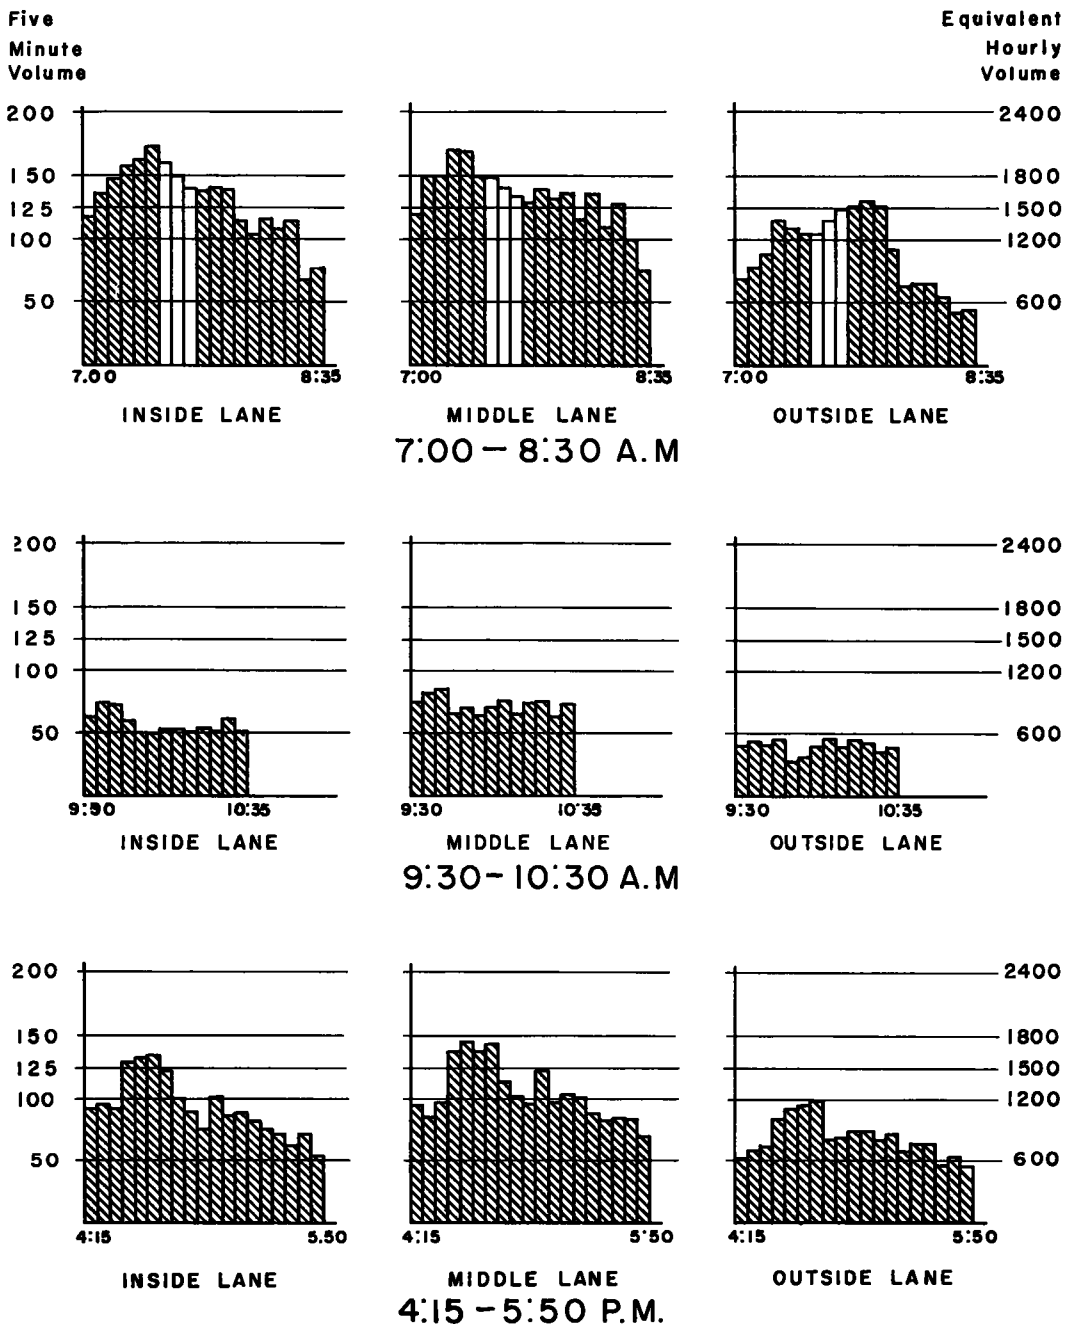 Five
Minute
Volume
Equivalent
Hourly
Volume
200
150
125
100
50
2400
1800
1500
1200
600
7.00 8:35
7:00 8:35
7:00 8:35
INSIDE LANE
MIDDLE LANE
OUTSIDE LANE
7:00 – 8:30 A.M
200
150
125
100
50
2400
1800
1500
1200
600
9:90 10:35
9:30 10:35
9:30 10:35
INSIDE LANE
MIDDLE LANE
OUTSIDE LANE
9:30 – 10:30 A.M
200
150
125
100
50
2400
1800
1500
1200
600
4:15 5.50
4:15 5:50
4:15 5:50
INSIDE LANE
MIDDLE LANE
OUTSIDE LANE
4:15 – 5:50 P.M.